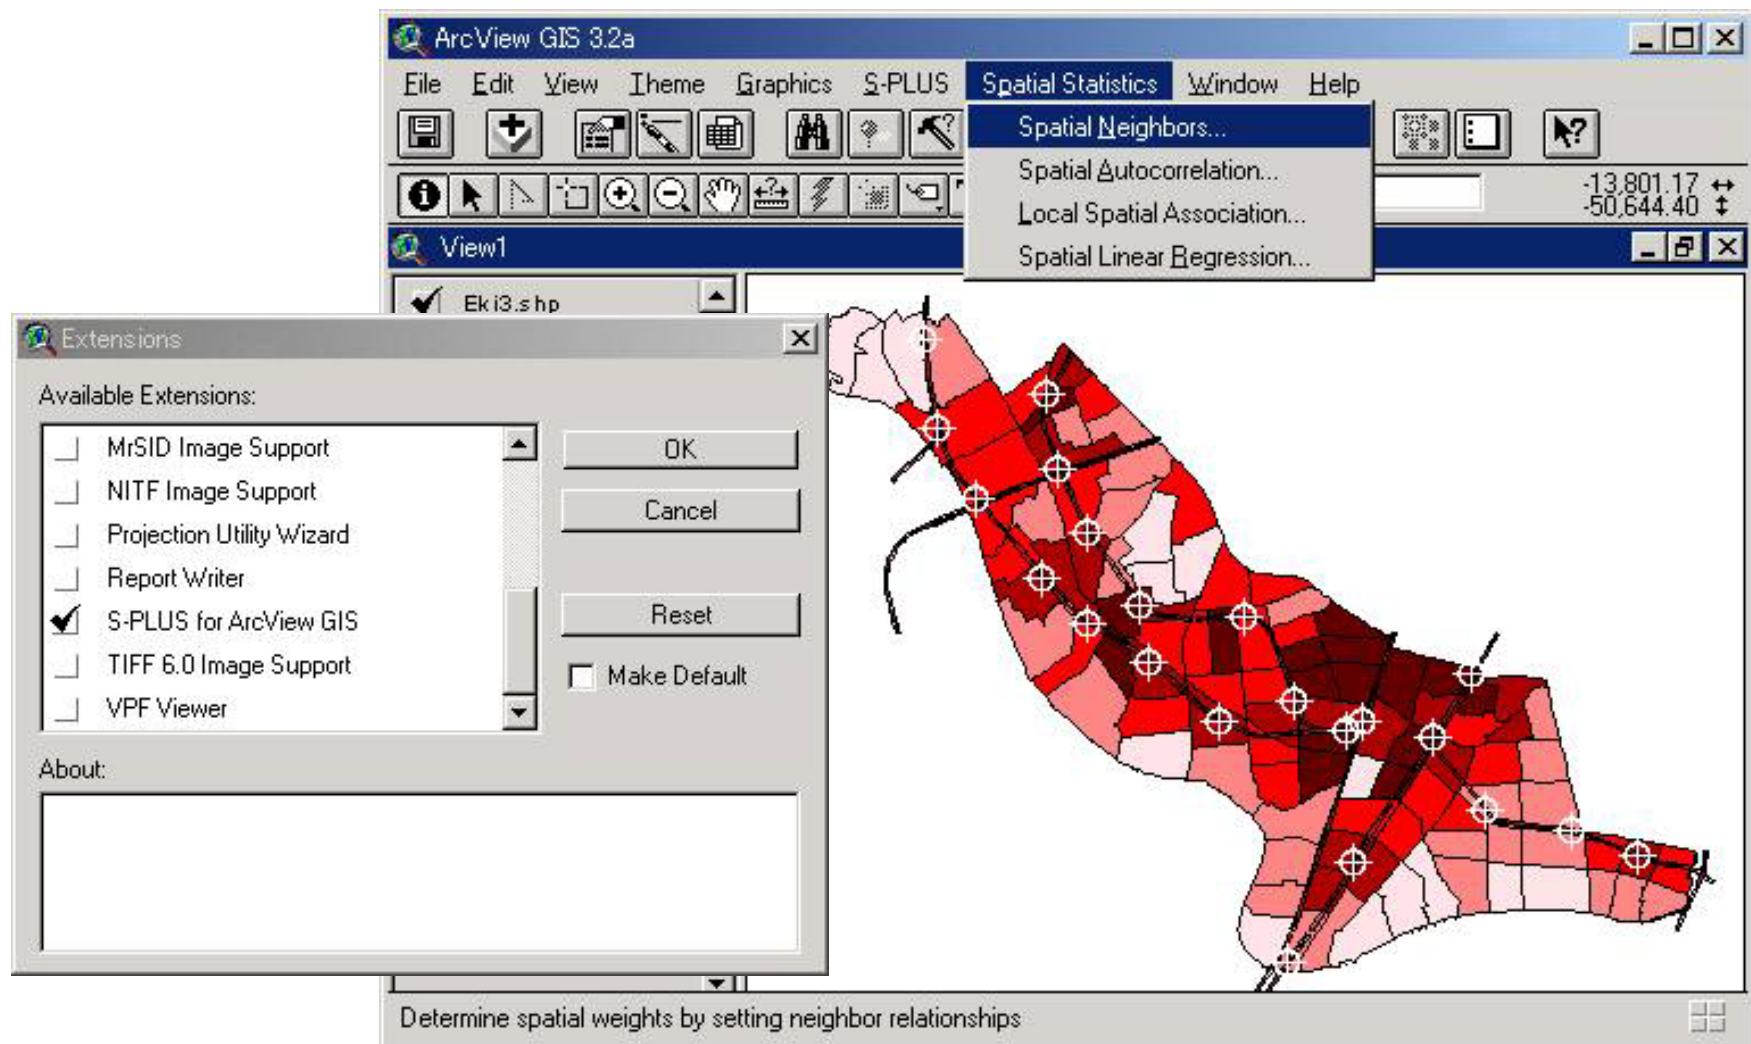 ArcView GIS 3.2a
File Edit View Theme Graphics S-PLUS Spatial Statistics Window Help
Spatial Neighbors...
Spatial Autocorrelation...
Local Spatial Association...
Spatial Linear Regression...
-13,801.17
-50,644.40
View1
Eki3.shp
Extensions
Available Extensions:
MrSID Image Support
NITF Image Support
Projection Utility Wizard
Report Writer
S-PLUS for ArcView GIS
TIFF 6.0 Image Support
VPF Viewer
OK
Cancel
Reset
Make Default
About:
Determine spatial weights by setting neighbor relationships